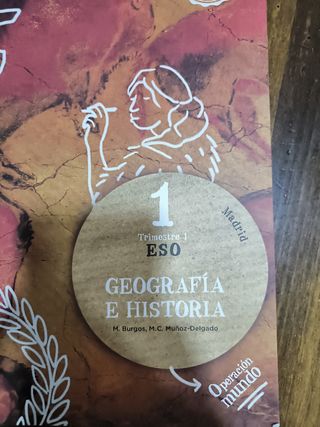 1
Trimestre 1
ESO
Madrid
GEOGRAFÍA
E HISTORIA
M. Burgos, M.C. Muñoz-Delgado
Operación
mundo